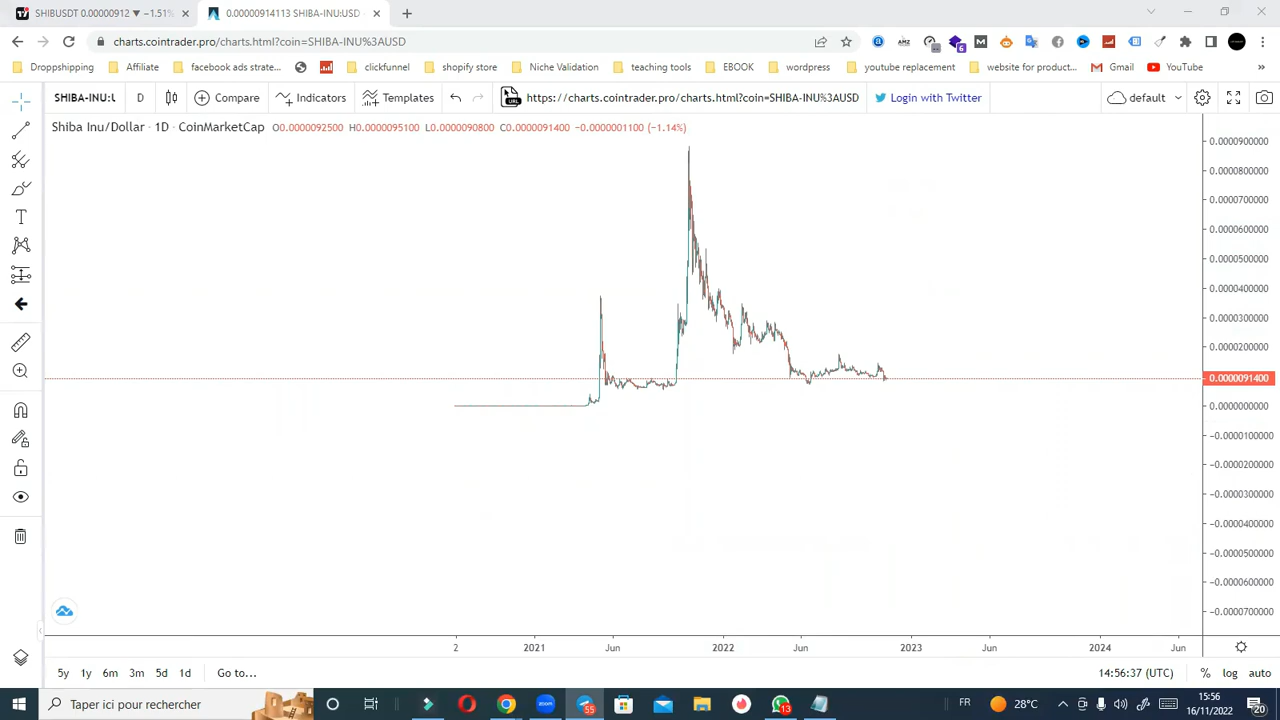 SHIBUSDT 0.00000912 ▼ −1.51%
0.00000914113 SHIBA-INU:USD
charts.cointrader.pro/charts.html?coin=SHIBA-INU%3AUSD
Droppshipping
Affiliate
facebook ads strate...
clickfunnel
shopify store
Niche Validation
teaching tools
EBOOK
wordpress
youtube replacement
website for product...
Gmail
YouTube
»
SHIBA-INU:U
D
Compare
Indicators
Templates
https://charts.cointrader.pro/charts.html?coin=SHIBA-INU%3AUSD
Login with Twitter
default
Shiba Inu/Dollar · 1D · CoinMarketCap O0.0000092500 H0.0000095100 L0.0000090800 C0.0000091400 −0.0000001100 (−1.14%)
0.0000900000
0.0000800000
0.0000700000
0.0000600000
0.0000500000
0.0000400000
0.0000300000
0.0000200000
0.0000091400
0.0000000000
−0.0000100000
−0.0000200000
−0.0000300000
−0.0000400000
−0.0000500000
−0.0000600000
−0.0000700000
2 2021 Jun 2022 Jun 2023 Jun 2024 Jun
5y 1y 6m 3m 5d 1d Go to... 14:56:37 (UTC) % log auto
Taper ici pour rechercher
zoom
55
13
FR
28°C
15:56
16/11/2022
20